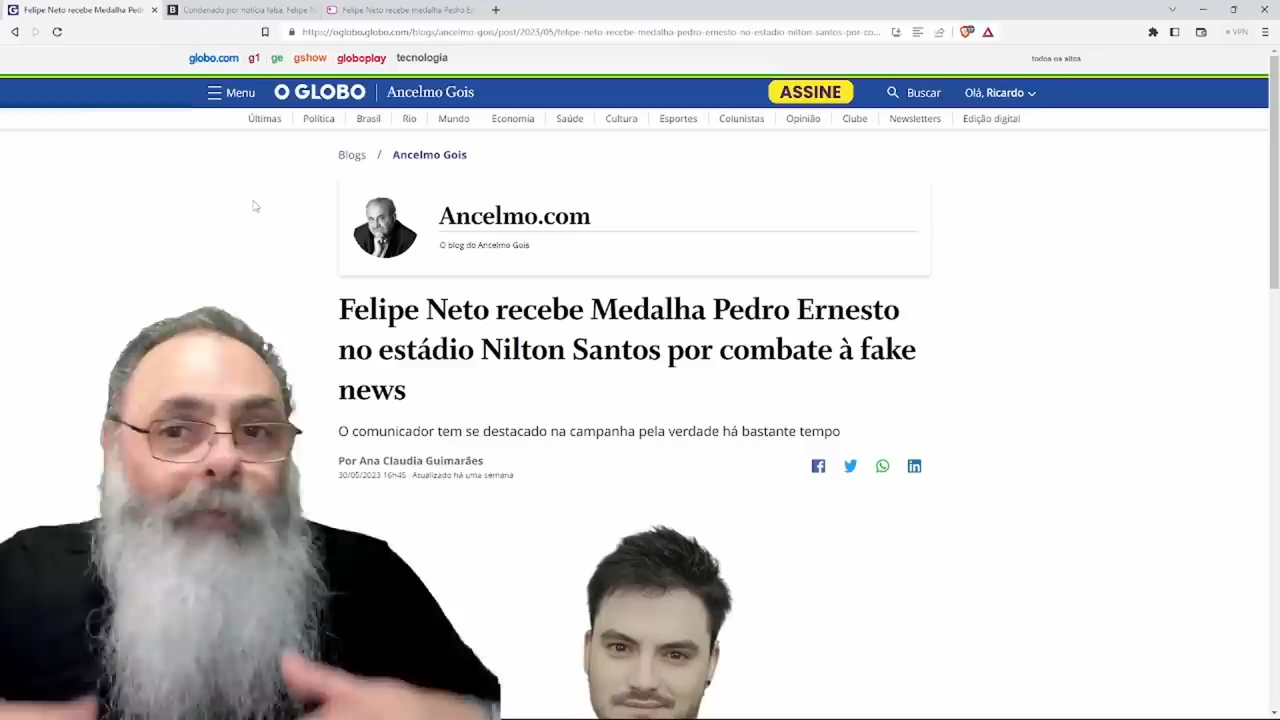 Felipe Neto recebe Medalha Ped
Condenado por notícia falsa, Felipe N
Felipe Neto recebe medalha Pedro Er
https://oglobo.globo.com/blogs/ancelmo-gois/post/2023/05/felipe-neto-recebe-medalha-pedro-ernesto-no-estadio-nilton-santos-por-co...
VPN
globo.com g1 ge gshow globoplay tecnologia
todos os sites
Menu O GLOBO Ancelmo Gois ASSINE Buscar Olá, Ricardo
Últimas Política Brasil Rio Mundo Economia Saúde Cultura Esportes Colunistas Opinião Clube Newsletters Edição digital
Blogs / Ancelmo Gois
Ancelmo.com
O blog do Ancelmo Gois
Felipe Neto recebe Medalha Pedro Ernesto
no estádio Nilton Santos por combate à fake
news
O comunicador tem se destacado na campanha pela verdade há bastante tempo
Por Ana Claudia Guimarães
30/05/2023 16h45 · Atualizado há uma semana